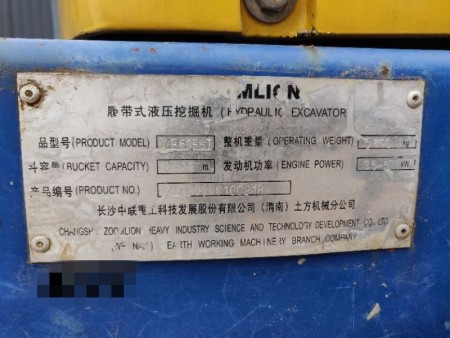 MLION
履带式液压挖掘机 (HYDRAULIC EXCAVATOR
品型号 (PRODUCT MODEL) 整机重量 (OPERATING WEIGHT) kg
斗容量 (BUCKET CAPACITY) m 发动机功率 (ENGINE POWER) kW
产品编号 (PRODUCT NO.)
长沙中联重工科技发展股份有限公司 (渭南) 土方机械分公司
CHANGSH ZOOMLION HEAVY INDUSTRY SCIENCE AND TECHNOLOGY DEVELOPMENT CO. LTD
EARTH WORKING MACHINERY BRANCH COMPANY